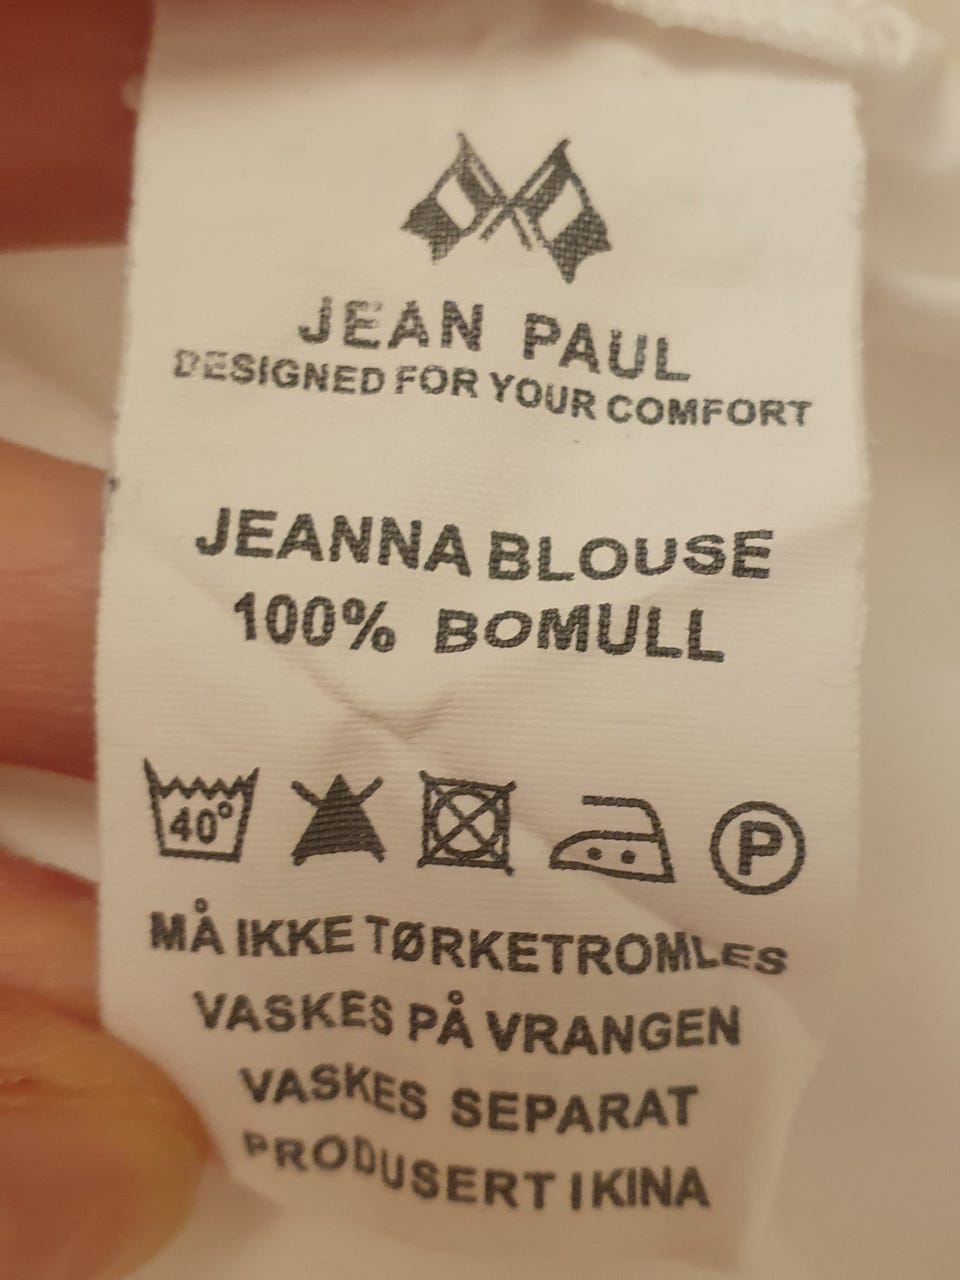 JEAN PAUL
DESIGNED FOR YOUR COMFORT
JEANNA BLOUSE
100% BOMULL
40° P
MÅ IKKE TØRKETROMLES
VASKES PÅ VRANGEN
VASKES SEPARAT
PRODUSERT I KINA